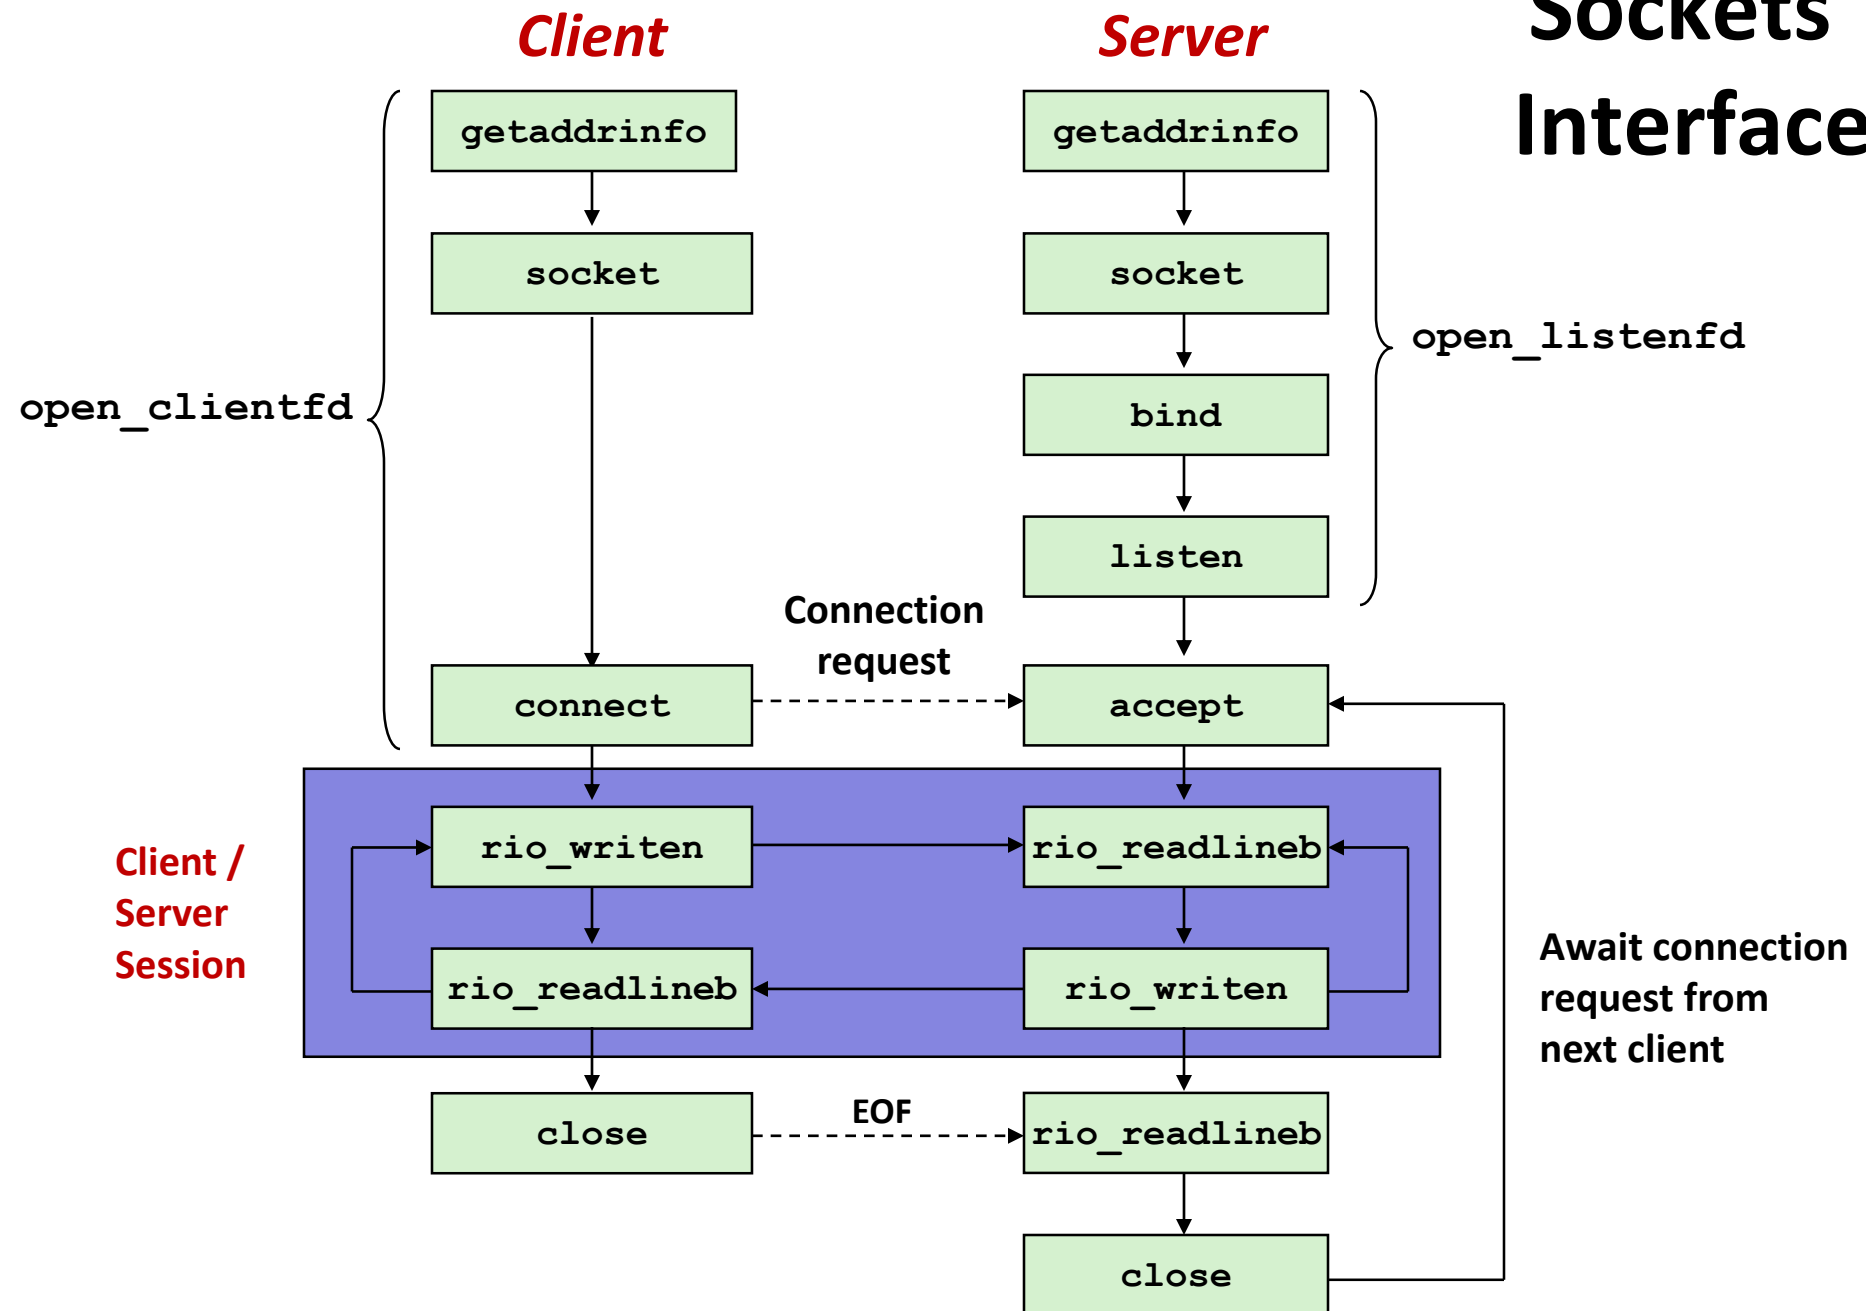 Sockets
Interface
Client
Server
getaddrinfo
getaddrinfo
socket
socket
open_listenfd
open_clientfd
bind
listen
Connection
request
connect
accept
Client /
Server
Session
rio_writen
rio_readlineb
rio_readlineb
rio_writen
Await connection
request from
next client
close
EOF
rio_readlineb
close